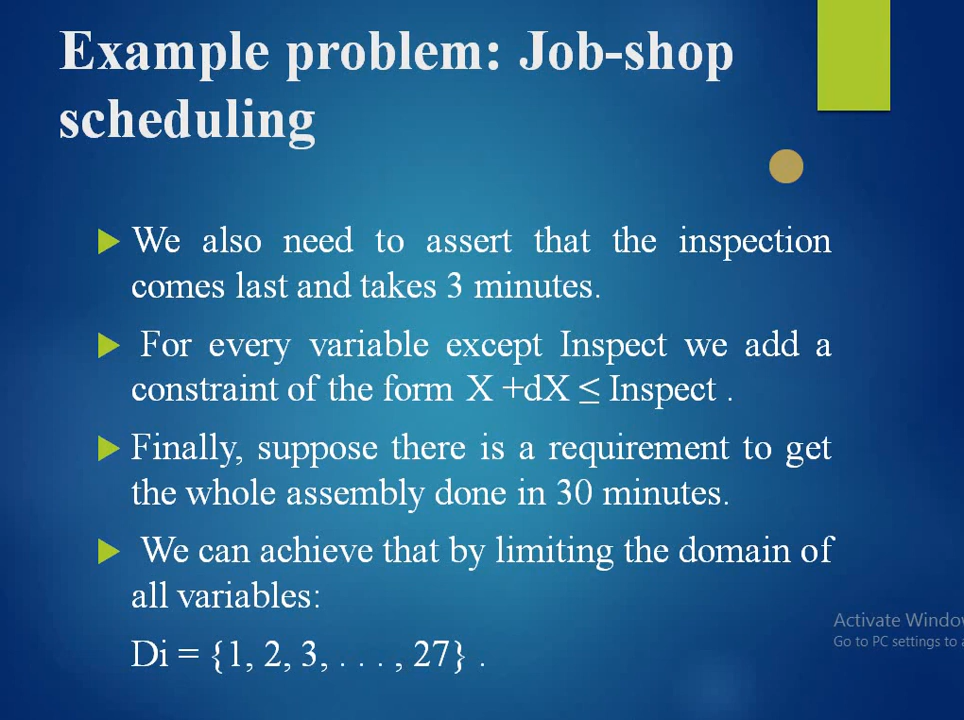 Example problem: Job-shop
scheduling
We also need to assert that the inspection
comes last and takes 3 minutes.
For every variable except Inspect we add a
constraint of the form X +dX ≤ Inspect .
Finally, suppose there is a requirement to get
the whole assembly done in 30 minutes.
We can achieve that by limiting the domain of
all variables:
Di = {1, 2, 3, . . . , 27} .
Activate Window
Go to PC settings to a